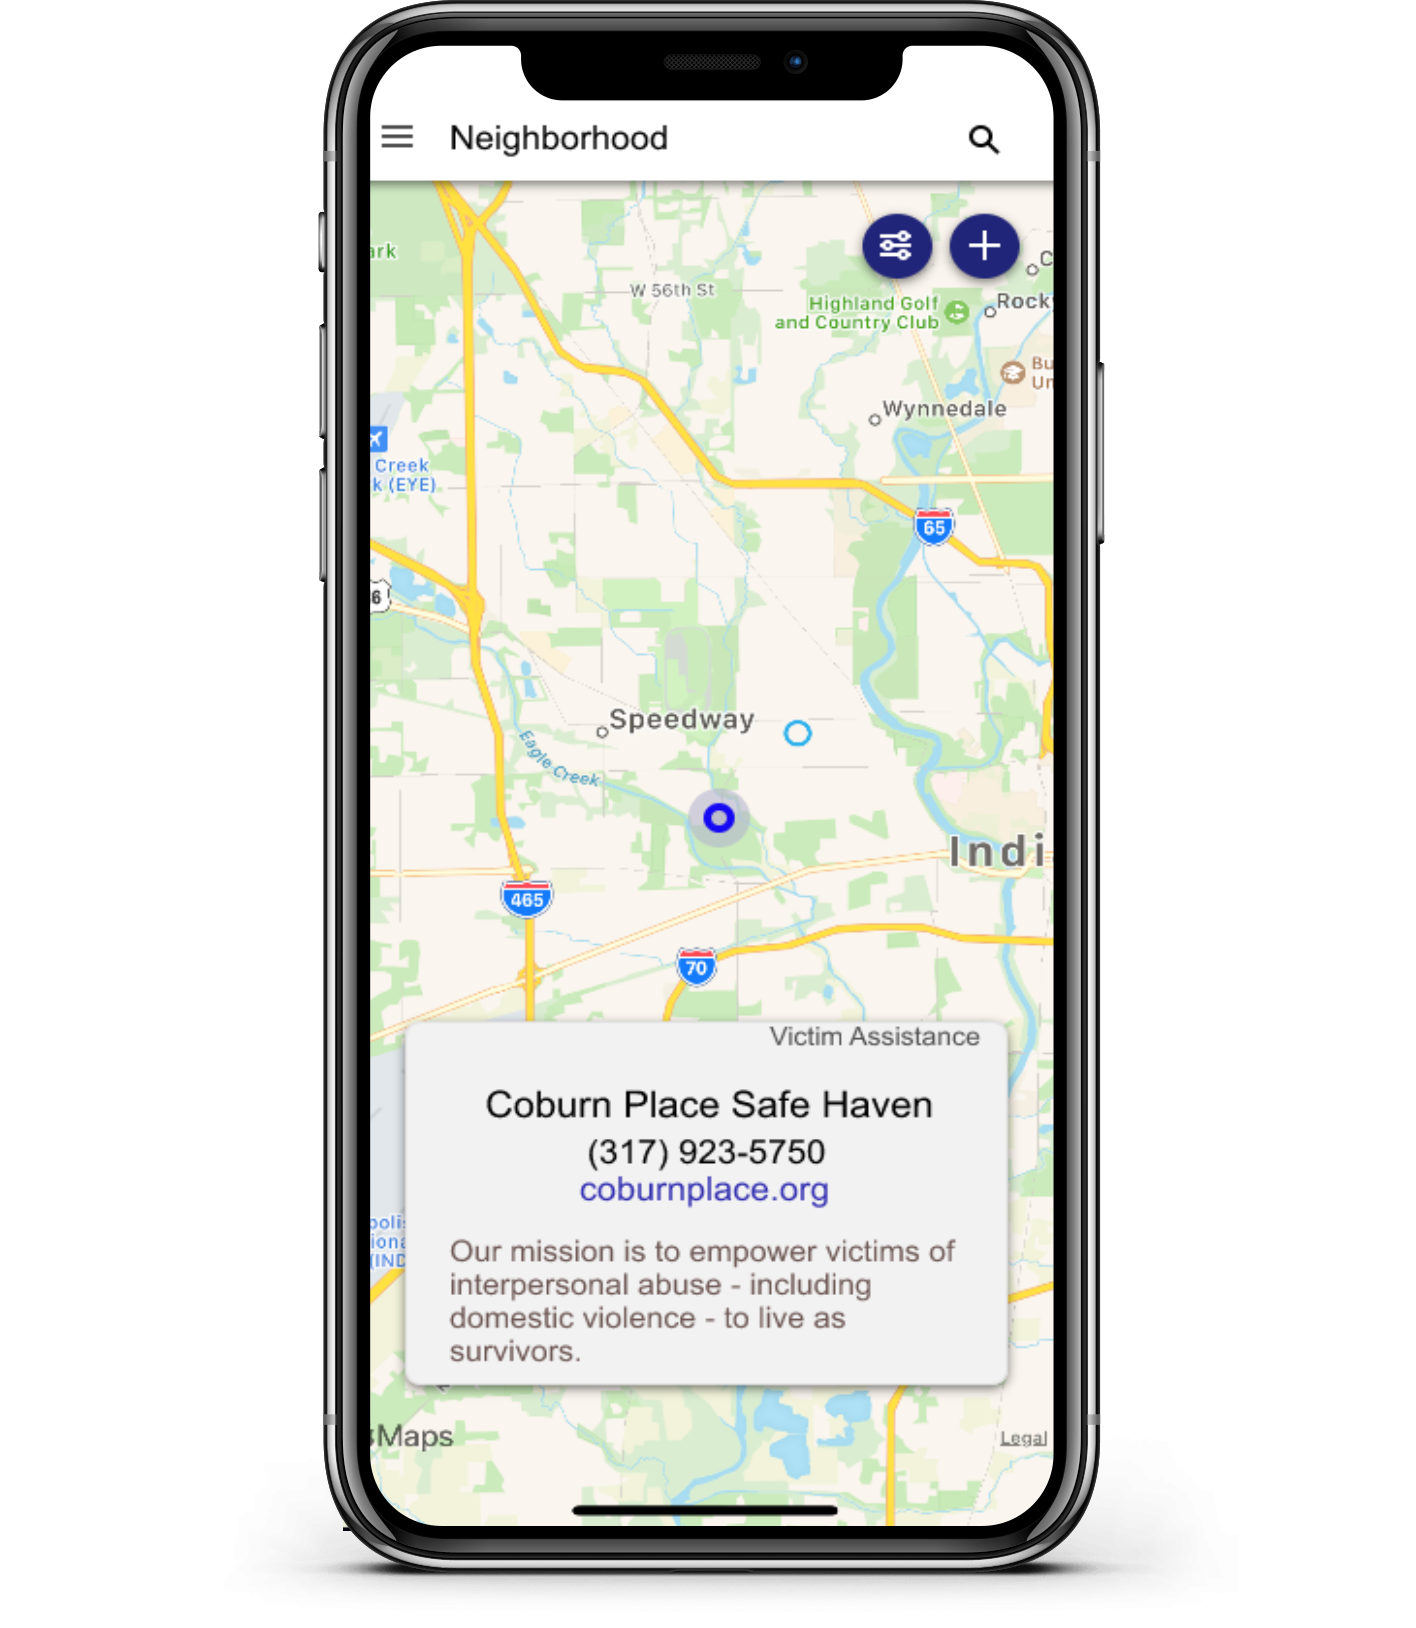 Neighborhood
ark
W 56th St
C
Highland Golf
and Country Club
Rock
Bu
Un
Wynnedale
Creek
k (EYE)
65
6
Speedway
Eagle Creek
Indi
465
70
Victim Assistance
Coburn Place Safe Haven
(317) 923-5750
coburnplace.org
poli
iona
(IND
Our mission is to empower victims of
interpersonal abuse - including
domestic violence - to live as
survivors.
Maps
Legal